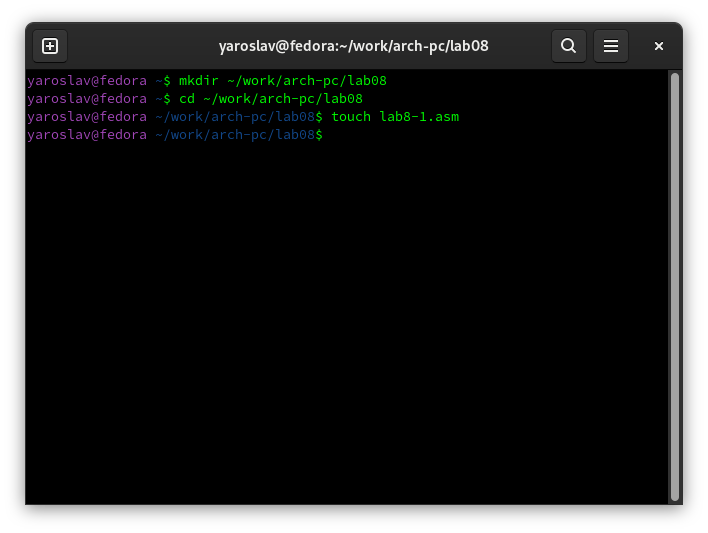 yaroslav@fedora:~/work/arch-pc/lab08
yaroslav@fedora ~$ mkdir ~/work/arch-pc/lab08
yaroslav@fedora ~$ cd ~/work/arch-pc/lab08
yaroslav@fedora ~/work/arch-pc/lab08$ touch lab8-1.asm
yaroslav@fedora ~/work/arch-pc/lab08$